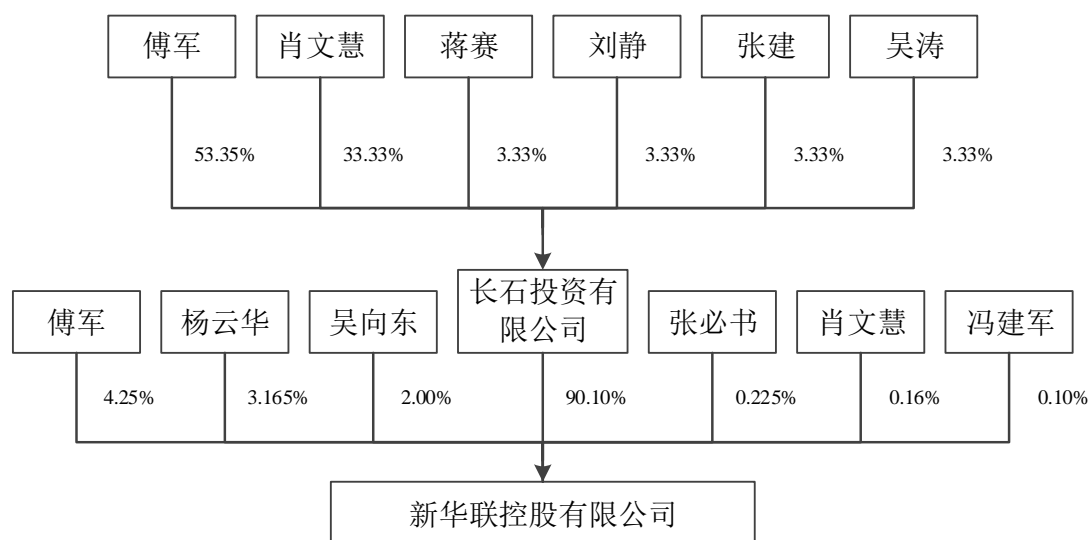 傅军 肖文慧 蒋赛 刘静 张建 吴涛
53.35% 33.33% 3.33% 3.33% 3.33% 3.33%
长石投资有
限公司
傅军 杨云华 吴向东 张必书 肖文慧 冯建军
4.25% 3.165% 2.00% 90.10% 0.225% 0.16% 0.10%
新华联控股有限公司